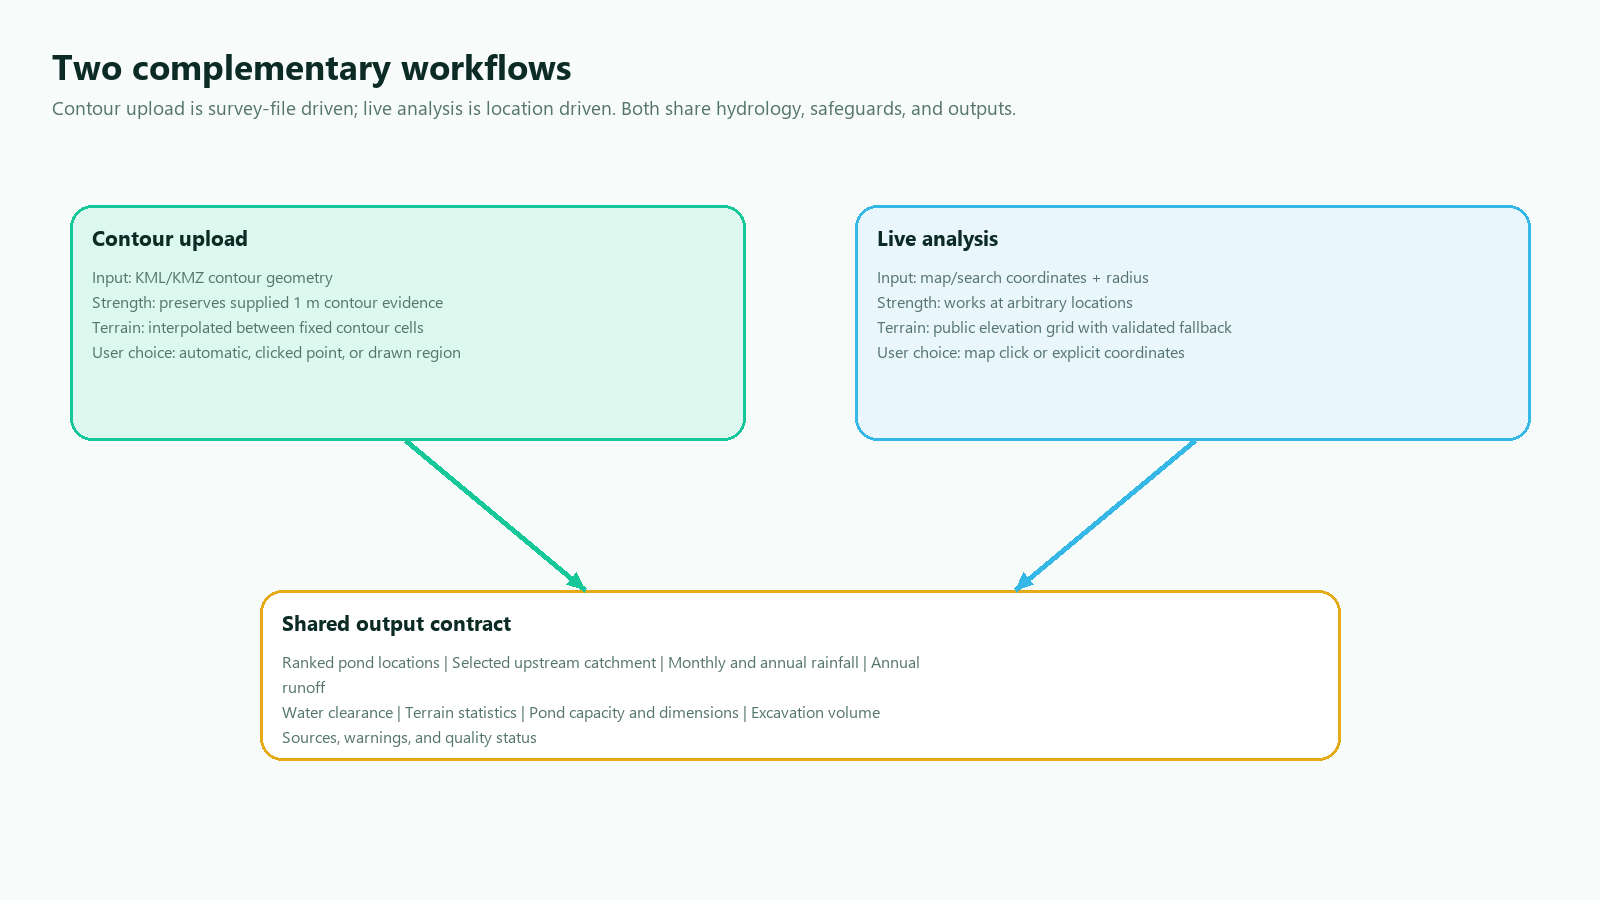 Two complementary workflows
Contour upload is survey-file driven; live analysis is location driven. Both share hydrology, safeguards, and outputs.
Contour upload
Input: KML/KMZ contour geometry
Strength: preserves supplied 1 m contour evidence
Terrain: interpolated between fixed contour cells
User choice: automatic, clicked point, or drawn region
Live analysis
Input: map/search coordinates + radius
Strength: works at arbitrary locations
Terrain: public elevation grid with validated fallback
User choice: map click or explicit coordinates
Shared output contract
Ranked pond locations | Selected upstream catchment | Monthly and annual rainfall | Annual
runoff
Water clearance | Terrain statistics | Pond capacity and dimensions | Excavation volume
Sources, warnings, and quality status